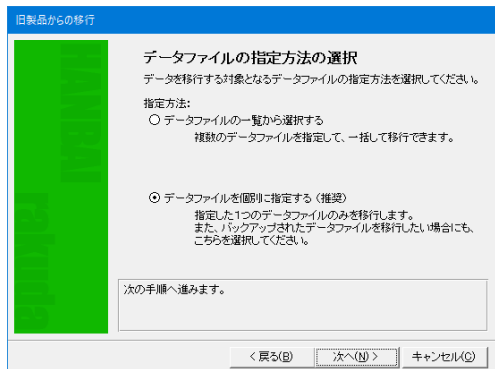 旧製品からの移行
HANBAI
rakuda
データファイルの指定方法の選択
データを移行する対象となるデータファイルの指定方法を選択してください。
指定方法:
データファイルの一覧から選択する
複数のデータファイルを指定して、一括して移行できます。
データファイルを個別に指定する（推奨）
指定した1つのデータファイルのみを移行します。
また、バックアップされたデータファイルを移行したい場合にも、
こちらを選択してください。
次の手順へ進みます。
< 戻る(B) 次へ(N) > キャンセル(C)